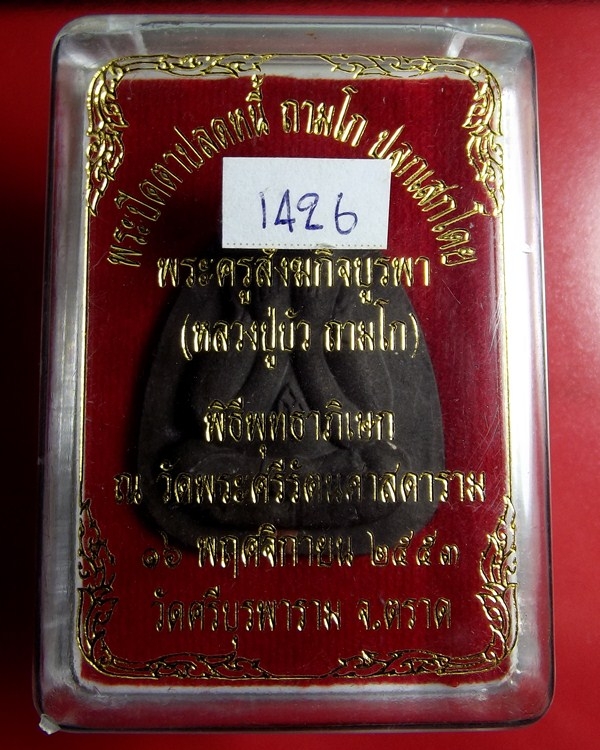 พระปิดตาปลดหนี้ ถามโก ปลุกเสกโดย
1426
พระครูสังฆกิจบูรพา
(หลวงปู่บัว ถามโก)
พิธีพุทธาภิเษก
ณ วัดพระศรีรัตนศาสดาราม
๑๖ พฤศจิกายน ๒๕๕๓
วัดศรีบุรพาราม จ.ตราด